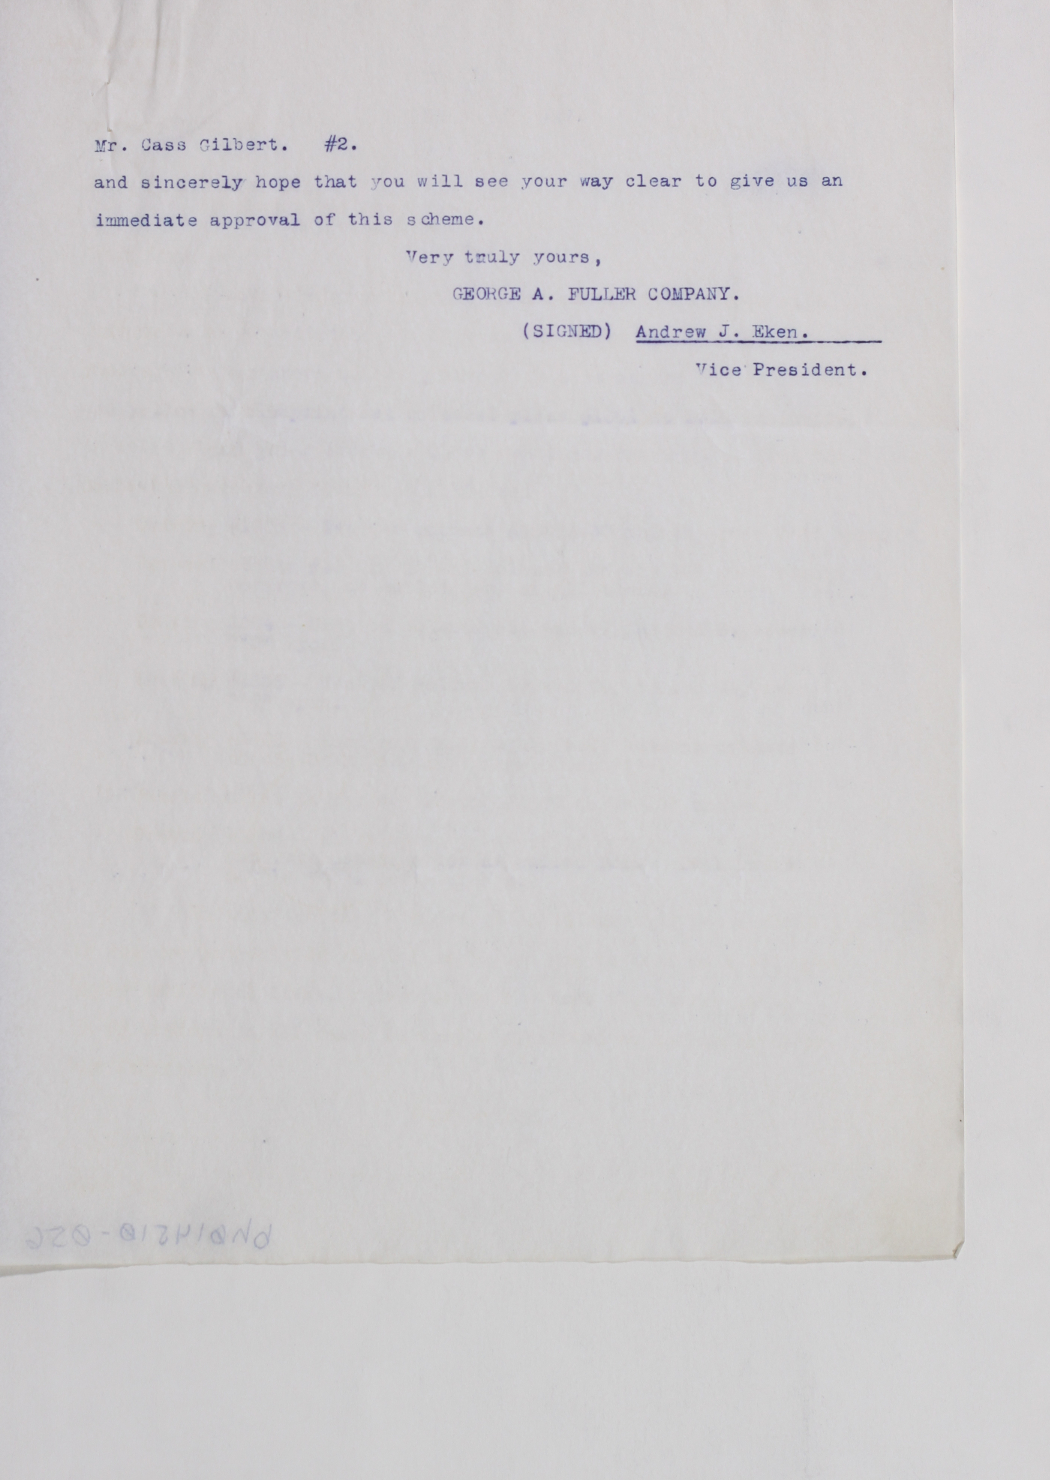 Mr. Cass Gilbert. #2.
and sincerely hope that you will see your way clear to give us an
immediate approval of this scheme.
Very truly yours,
GEORGE A. FULLER COMPANY.
(SIGNED) Andrew J. Eken.
Vice President.